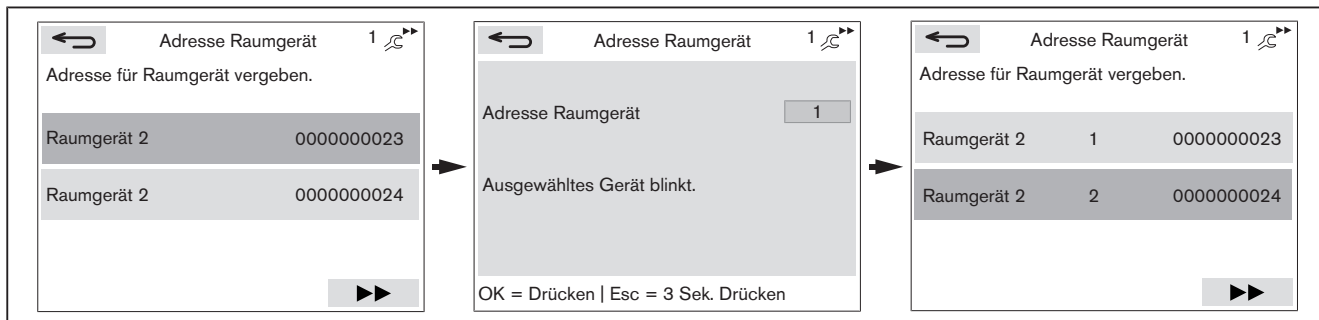 Adresse Raumgerät 1
Adresse für Raumgerät vergeben.
Raumgerät 2 0000000023
Raumgerät 2 0000000024
Adresse Raumgerät 1
Adresse Raumgerät 1
Ausgewähltes Gerät blinkt.
OK = Drücken | Esc = 3 Sek. Drücken
Adresse Raumgerät 1
Adresse für Raumgerät vergeben.
Raumgerät 2 1 0000000023
Raumgerät 2 2 0000000024